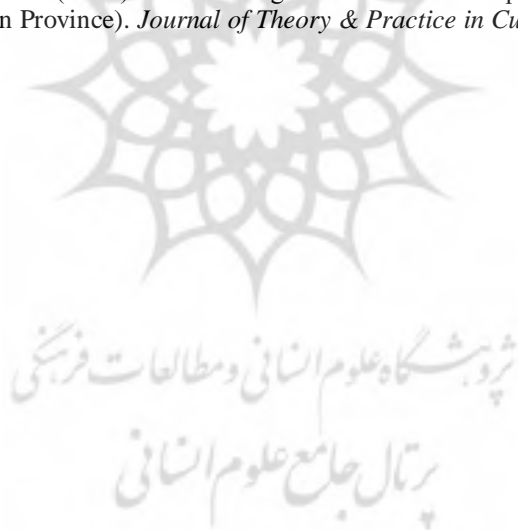 n Province). Journal of Theory & Practice in Cu
پژوهشگاه علوم انسانی و مطالعات فرهنگی
پرتال جامع علوم انسانی